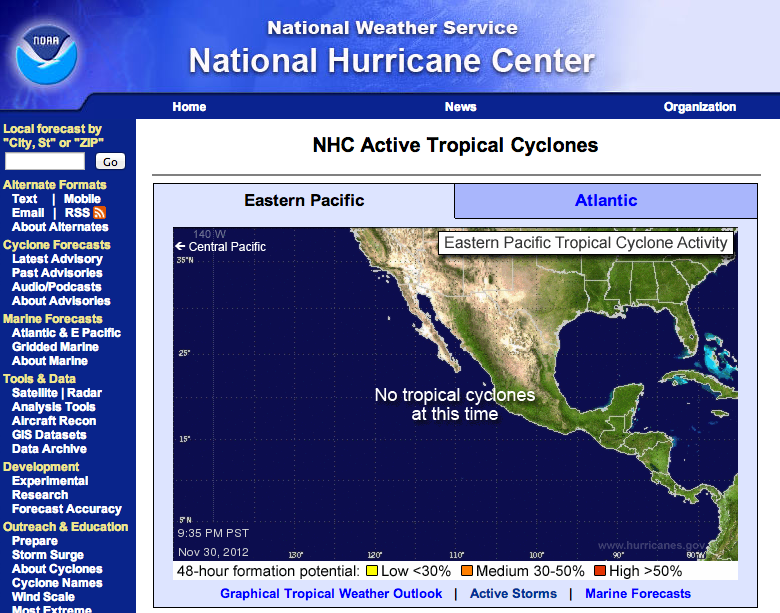 NOAA
National Weather Service
National Hurricane Center
Home News Organization
Local forecast by
"City, St" or "ZIP"
Go
Alternate Formats
Text | Mobile
Email | RSS
About Alternates
Cyclone Forecasts
Latest Advisory
Past Advisories
Audio/Podcasts
About Advisories
Marine Forecasts
Atlantic & E Pacific
Gridded Marine
About Marine
Tools & Data
Satellite | Radar
Analysis Tools
Aircraft Recon
GIS Datasets
Data Archive
Development
Experimental
Research
Forecast Accuracy
Outreach & Education
Prepare
Storm Surge
About Cyclones
Cyclone Names
Wind Scale
Most Extreme
NHC Active Tropical Cyclones
Eastern Pacific Atlantic
140 W
← Central Pacific
Eastern Pacific Tropical Cyclone Activity
35°N
25°
No tropical cyclones
at this time
15°
5°N
9:35 PM PST
www.hurricanes.gov
Nov 30, 2012
130° 120° 110° 100° 90° 80°W
48-hour formation potential: Low <30% Medium 30-50% High >50%
Graphical Tropical Weather Outlook | Active Storms | Marine Forecasts